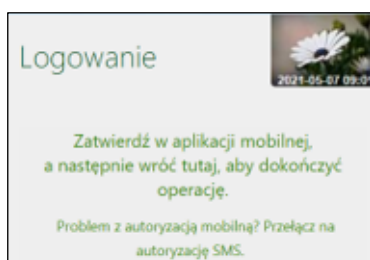 Logowanie
2021-05-07 09:0
Zatwierdź w aplikacji mobilnej,
a następnie wróć tutaj, aby dokończyć
operację.
Problem z autoryzacją mobilną? Przełącz na
autoryzację SMS.